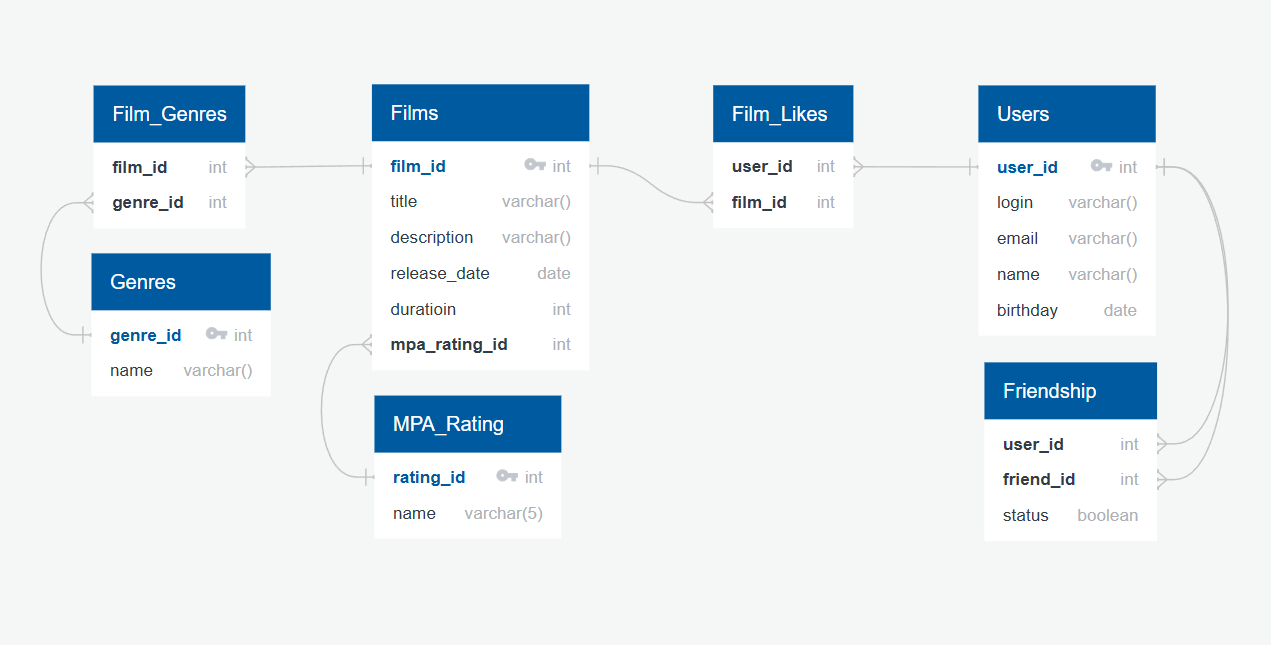 Film_Genres
film_id int
genre_id int
Genres
genre_id int
name varchar()
Films
film_id int
title varchar()
description varchar()
release_date date
duratioin int
mpa_rating_id int
MPA_Rating
rating_id int
name varchar(5)
Film_Likes
user_id int
film_id int
Users
user_id int
login varchar()
email varchar()
name varchar()
birthday date
Friendship
user_id int
friend_id int
status boolean